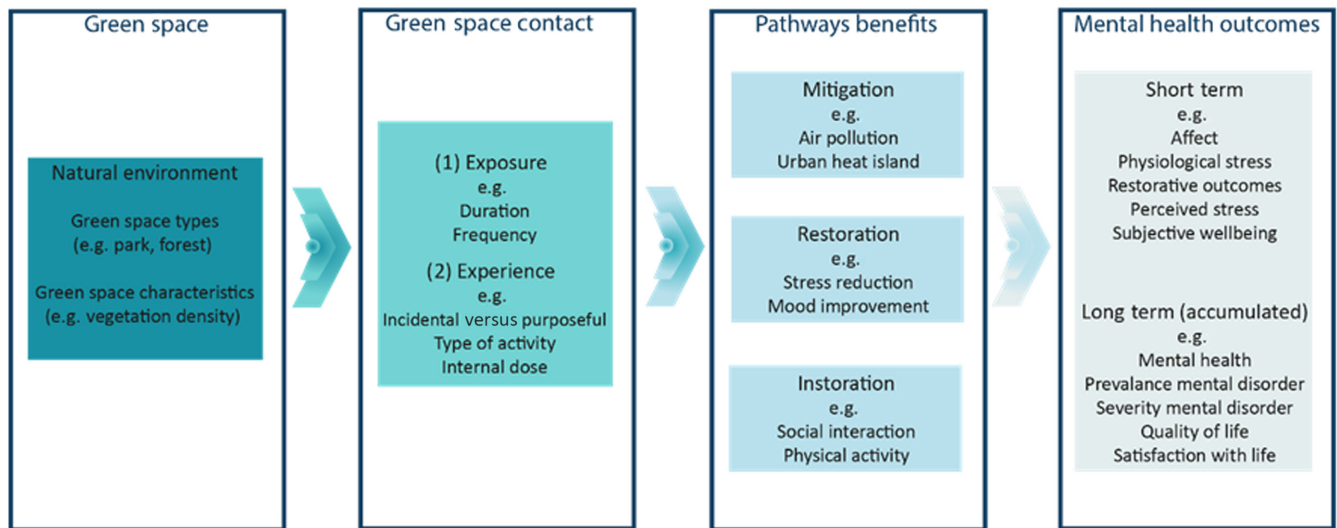 Green space
Natural environment
Green space types
(e.g. park, forest)
Green space characteristics
(e.g. vegetation density)
Green space contact
(1) Exposure
e.g.
Duration
Frequency
(2) Experience
e.g.
Incidental versus purposeful
Type of activity
Internal dose
Pathways benefits
Mitigation
e.g.
Air pollution
Urban heat island
Restoration
e.g.
Stress reduction
Mood improvement
Instoration
e.g.
Social interaction
Physical activity
Mental health outcomes
Short term
e.g.
Affect
Physiological stress
Restorative outcomes
Perceived stress
Subjective wellbeing
Long term (accumulated)
e.g.
Mental health
Prevalance mental disorder
Severity mental disorder
Quality of life
Satisfaction with life